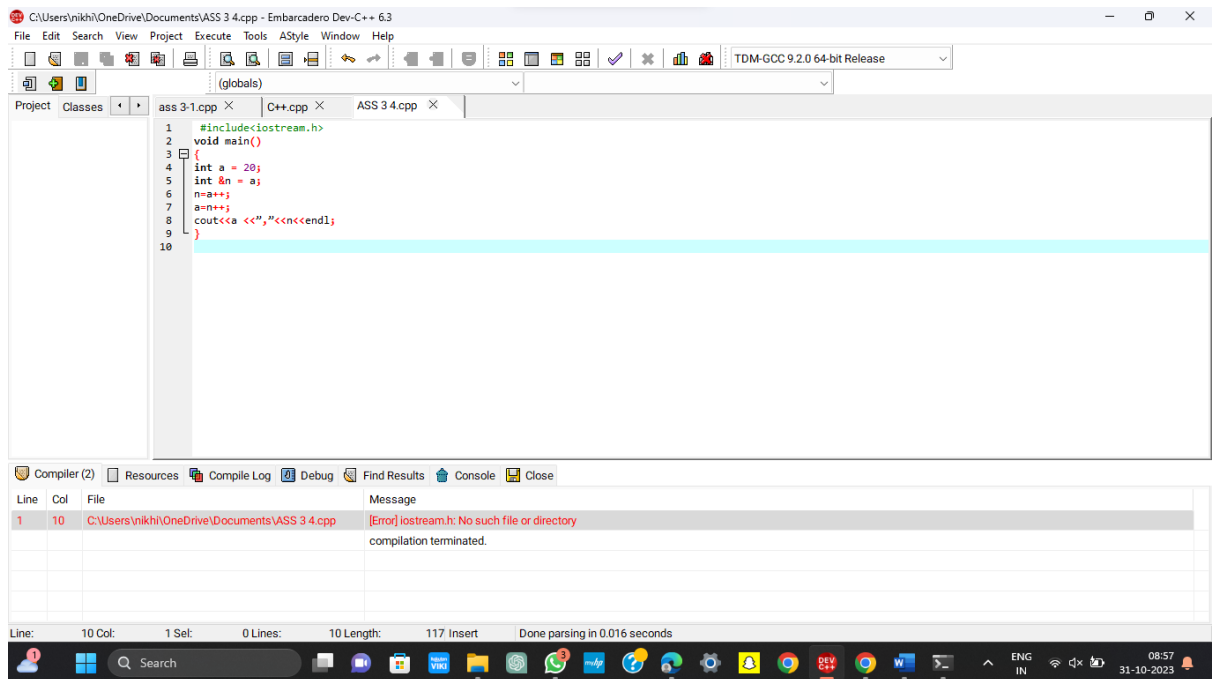 C:\Users\nikhi\OneDrive\Documents\ASS 3 4.cpp - Embarcadero Dev-C++ 6.3
File Edit Search View Project Execute Tools AStyle Window Help
TDM-GCC 9.2.0 64-bit Release
(globals)
Project Classes ass 3-1.cpp C++.cpp ASS 3 4.cpp
1 #include<iostream.h>
2 void main()
3 {
4 int a = 20;
5 int &n = a;
6 n=a++;
7 a=n++;
8 cout<<a <<”,”<<n<<endl;
9 }
10
Compiler (2) Resources Compile Log Debug Find Results Console Close
Line Col File Message
1 10 C:\Users\nikhi\OneDrive\Documents\ASS 3 4.cpp [Error] iostream.h: No such file or directory
compilation terminated.
Line: 10 Col: 1 Sel: 0 Lines: 10 Length: 117 Insert Done parsing in 0.016 seconds
1 Search VIKI 3 DEV C++ ENG 08:57
IN 31-10-2023